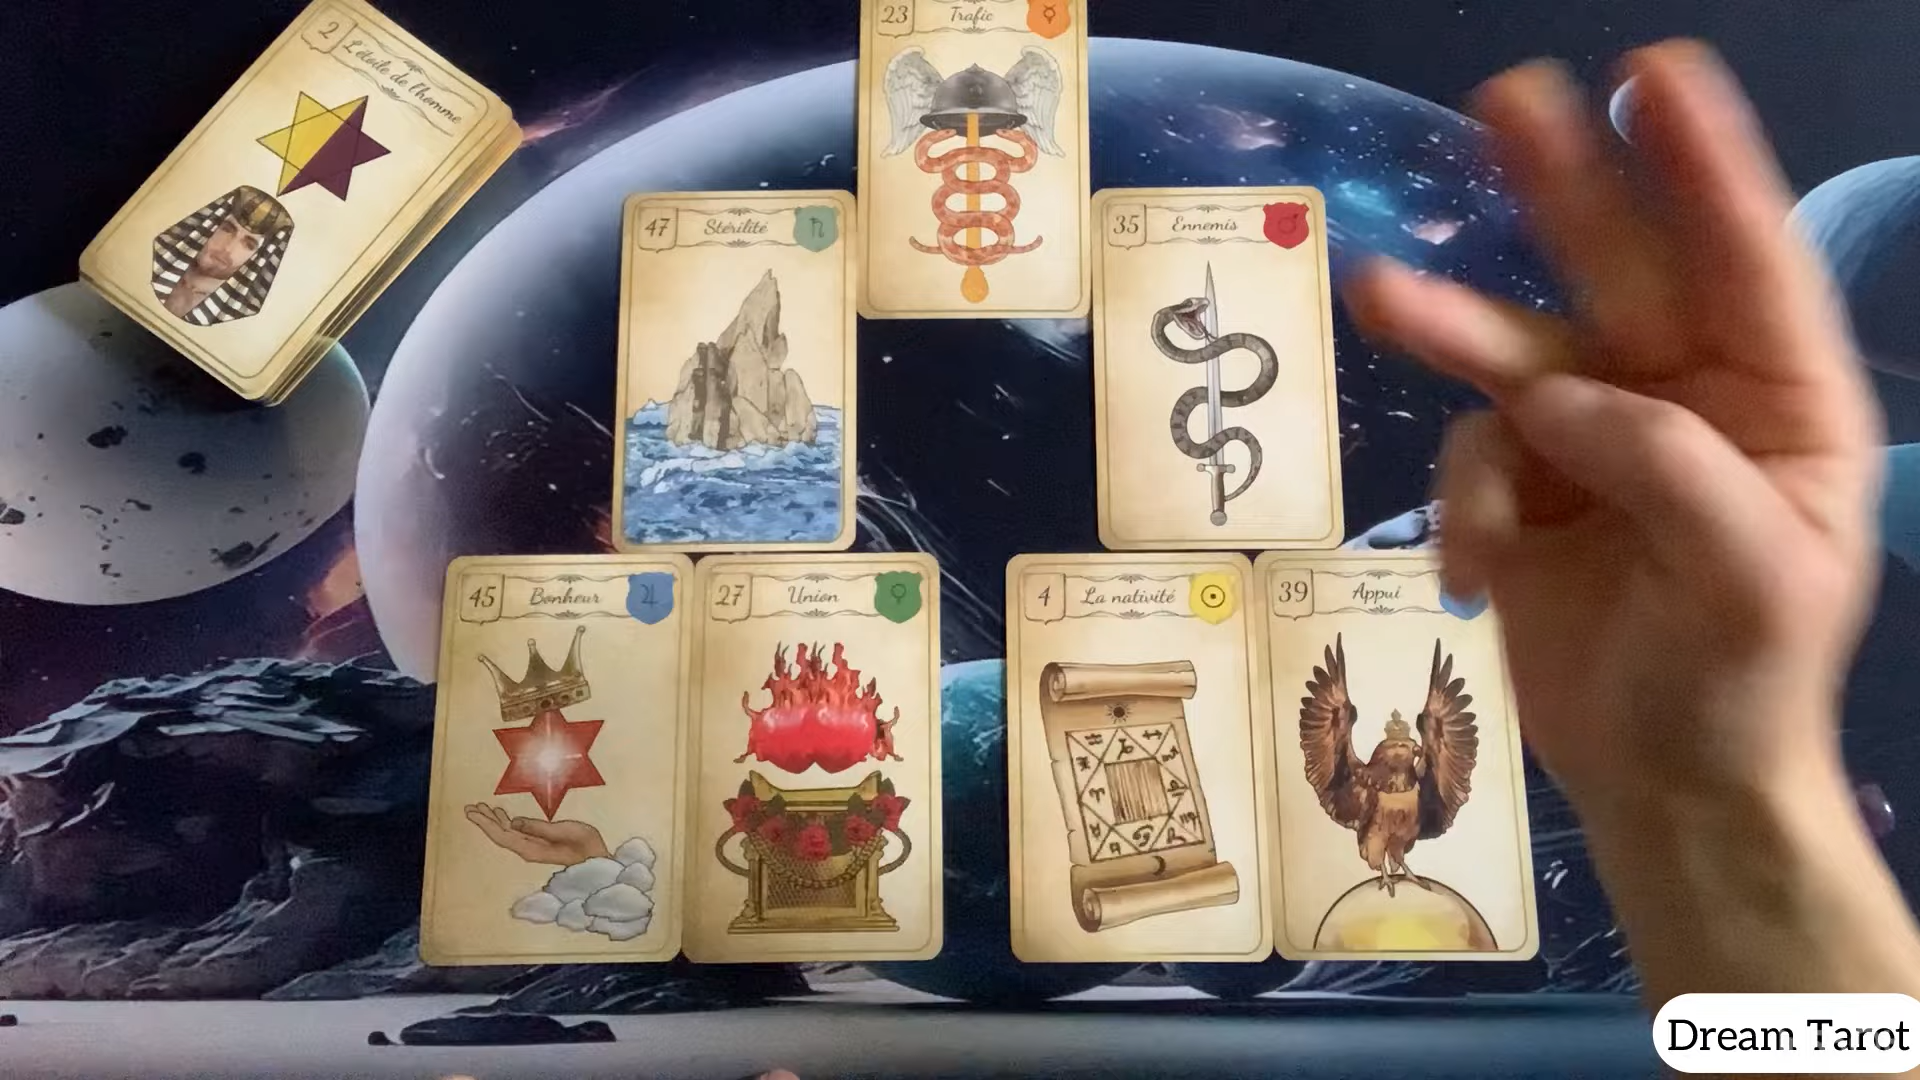 2
L'étoile de l'homme
23
Trafic
47
Stérilité
35
Ennemis
45
Bonheur
27
Union
4
La nativité
39
Appui
Dream Tarot